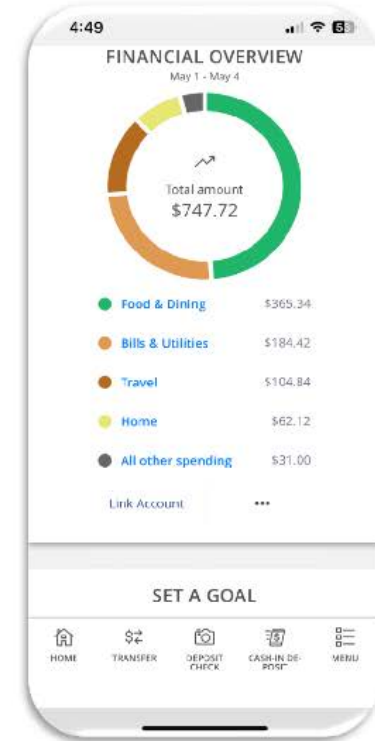 4:49
FINANCIAL OVERVIEW
May 1 - May 4
Total amount
$747.72
Food & Dining $365.34
Bills & Utilities $184.42
Travel $104.84
Home $62.12
All other spending $31.00
Link Account •••
SET A GOAL
HOME TRANSFER DEPOSIT CHECK CASH-IN DE-POSIT MENU